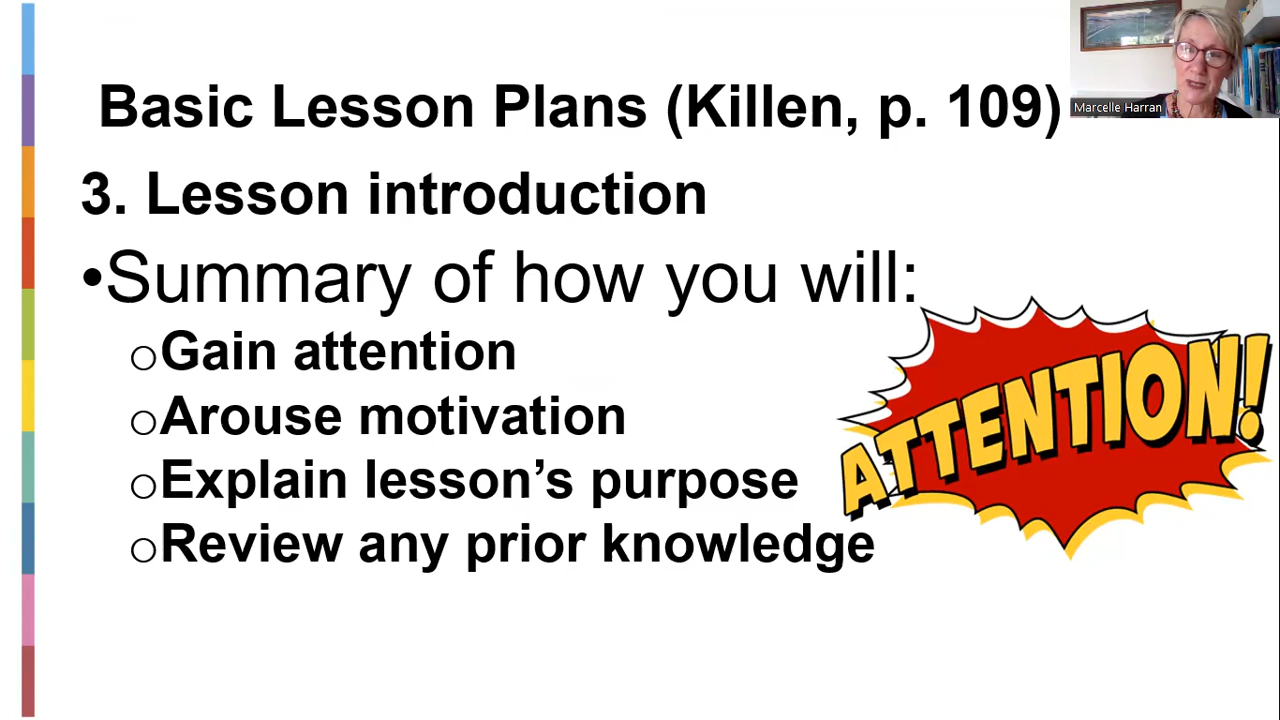 Basic Lesson Plans (Killen, p. 109)
Marcelle Harran
3. Lesson introduction
•Summary of how you will:
oGain attention
oArouse motivation
oExplain lesson’s purpose
oReview any prior knowledge
ATTENTION!